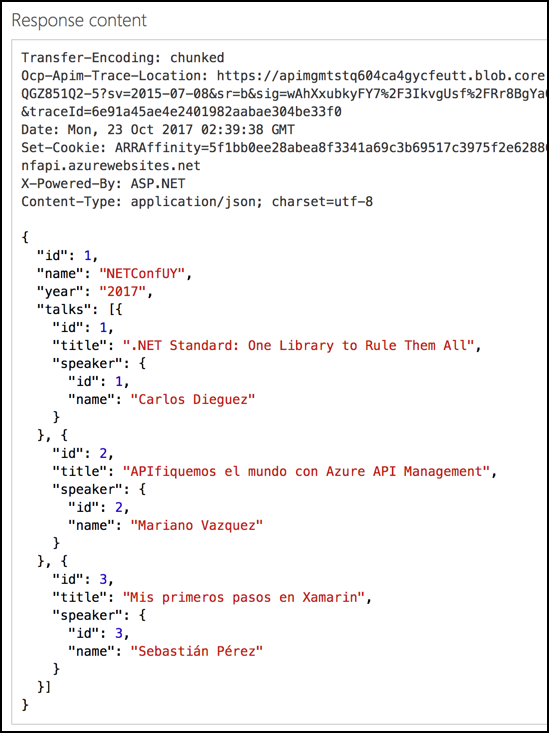 Response content
Transfer-Encoding: chunked
Ocp-Apim-Trace-Location: https://apimgmtstq604ca4gycfeutt.blob.core
QGZ851Q2-5?sv=2015-07-08&sr=b&sig=wAhXxubkyFY7%2F3IkvgUsf%2FRr8BgYa
&traceId=6e91a45ae4e2401982aabae304be33f0
Date: Mon, 23 Oct 2017 02:39:38 GMT
Set-Cookie: ARRAffinity=5f1bb0ee28abea8f3341a69c3b69517c3975f2e6288
nfapi.azurewebsites.net
X-Powered-By: ASP.NET
Content-Type: application/json; charset=utf-8
{
"id": 1,
"name": "NETConfUY",
"year": "2017",
"talks": [{
"id": 1,
"title": ".NET Standard: One Library to Rule Them All",
"speaker": {
"id": 1,
"name": "Carlos Dieguez"
}
}, {
"id": 2,
"title": "APIfiquemos el mundo con Azure API Management",
"speaker": {
"id": 2,
"name": "Mariano Vazquez"
}
}, {
"id": 3,
"title": "Mis primeros pasos en Xamarin",
"speaker": {
"id": 3,
"name": "Sebastián Pérez"
}
}]
}